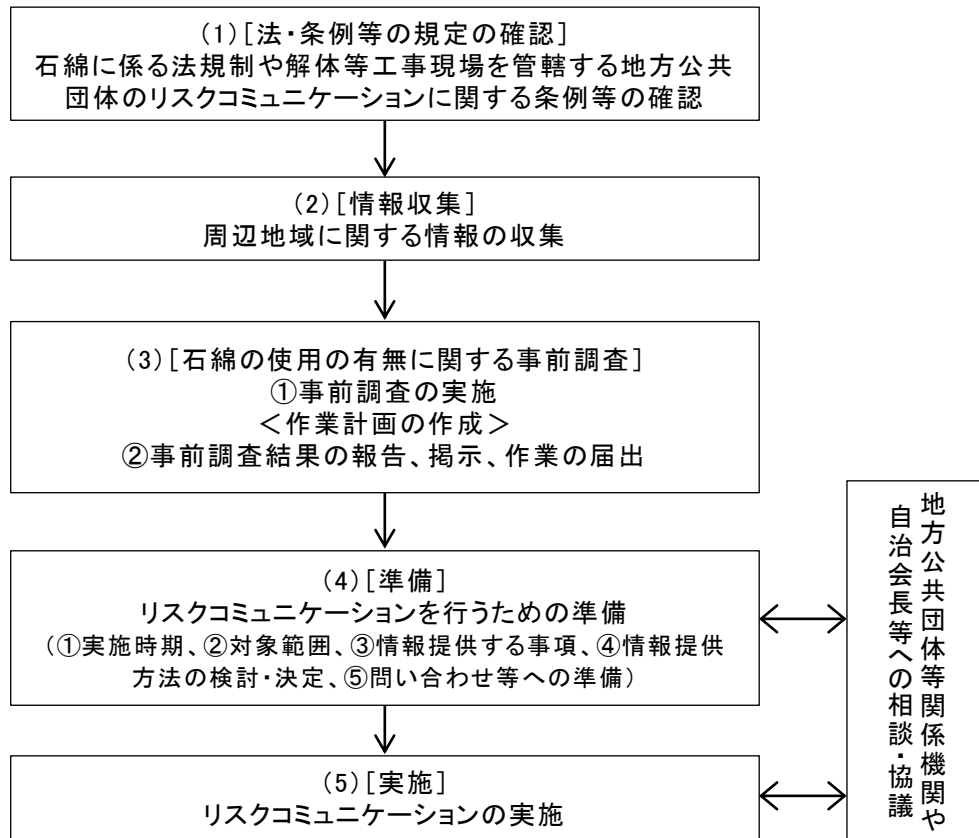 (1)[法・条例等の規定の確認]
石綿に係る法規制や解体等工事現場を管轄する地方公共
団体のリスクコミュニケーションに関する条例等の確認
(2)[情報収集]
周辺地域に関する情報の収集
(3)[石綿の使用の有無に関する事前調査]
①事前調査の実施
＜作業計画の作成＞
②事前調査結果の報告、掲示、作業の届出
(4)[準備]
リスクコミュニケーションを行うための準備
(①実施時期、②対象範囲、③情報提供する事項、④情報提供
方法の検討・決定、⑤問い合わせ等への準備)
(5)[実施]
リスクコミュニケーションの実施
地方公共団体等関係機関や
自治会長等への相談・協議